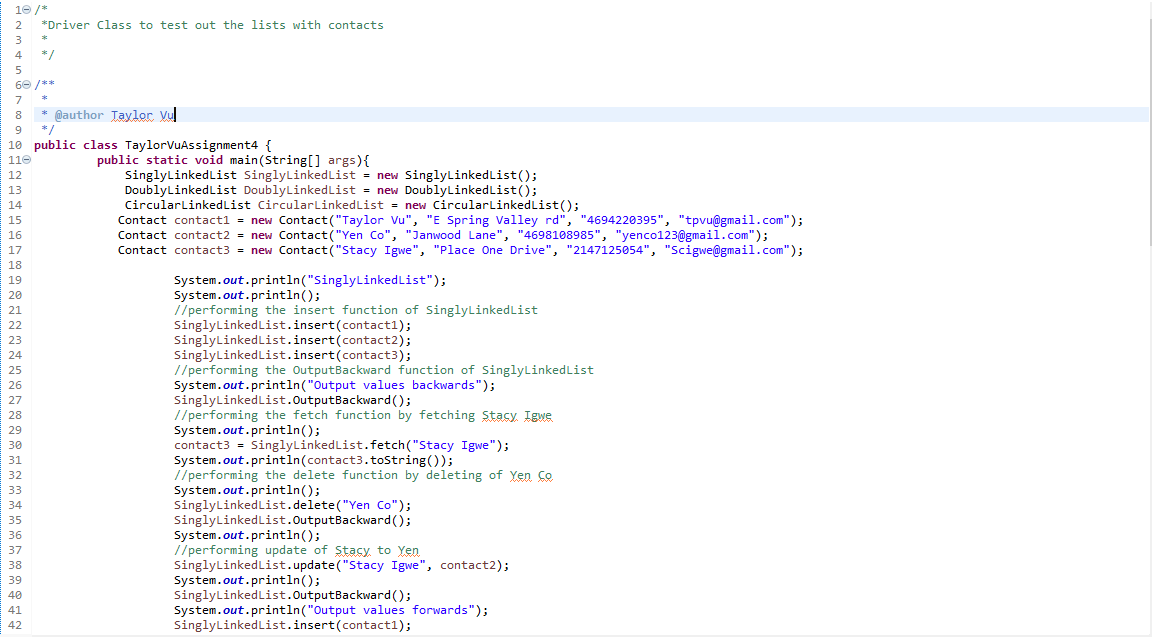 1 /*
2  *Driver Class to test out the lists with contacts
3  *
4  */
5
6 /**
7  *
8  * @author Taylor Vu
9  */
10 public class TaylorVuAssignment4 {
11         public static void main(String[] args){
12             SinglyLinkedList SinglyLinkedList = new SinglyLinkedList();
13             DoublyLinkedList DoublyLinkedList = new DoublyLinkedList();
14             CircularLinkedList CircularLinkedList = new CircularLinkedList();
15            Contact contact1 = new Contact("Taylor Vu", "E Spring Valley rd", "4694220395", "tpvu@gmail.com");
16            Contact contact2 = new Contact("Yen Co", "Janwood Lane", "4698108985", "yenco123@gmail.com");
17            Contact contact3 = new Contact("Stacy Igwe", "Place One Drive", "2147125054", "Scigwe@gmail.com");
18
19                    System.out.println("SinglyLinkedList");
20                    System.out.println();
21                    //performing the insert function of SinglyLinkedList
22                    SinglyLinkedList.insert(contact1);
23                    SinglyLinkedList.insert(contact2);
24                    SinglyLinkedList.insert(contact3);
25                    //performing the OutputBackward function of SinglyLinkedList
26                    System.out.println("Output values backwards");
27                    SinglyLinkedList.OutputBackward();
28                    //performing the fetch function by fetching Stacy Igwe
29                    System.out.println();
30                    contact3 = SinglyLinkedList.fetch("Stacy Igwe");
31                    System.out.println(contact3.toString());
32                    //performing the delete function by deleting of Yen Co
33                    System.out.println();
34                    SinglyLinkedList.delete("Yen Co");
35                    SinglyLinkedList.OutputBackward();
36                    System.out.println();
37                    //performing update of Stacy to Yen
38                    SinglyLinkedList.update("Stacy Igwe", contact2);
39                    System.out.println();
40                    SinglyLinkedList.OutputBackward();
41                    System.out.println("Output values forwards");
42                    SinglyLinkedList.insert(contact1);